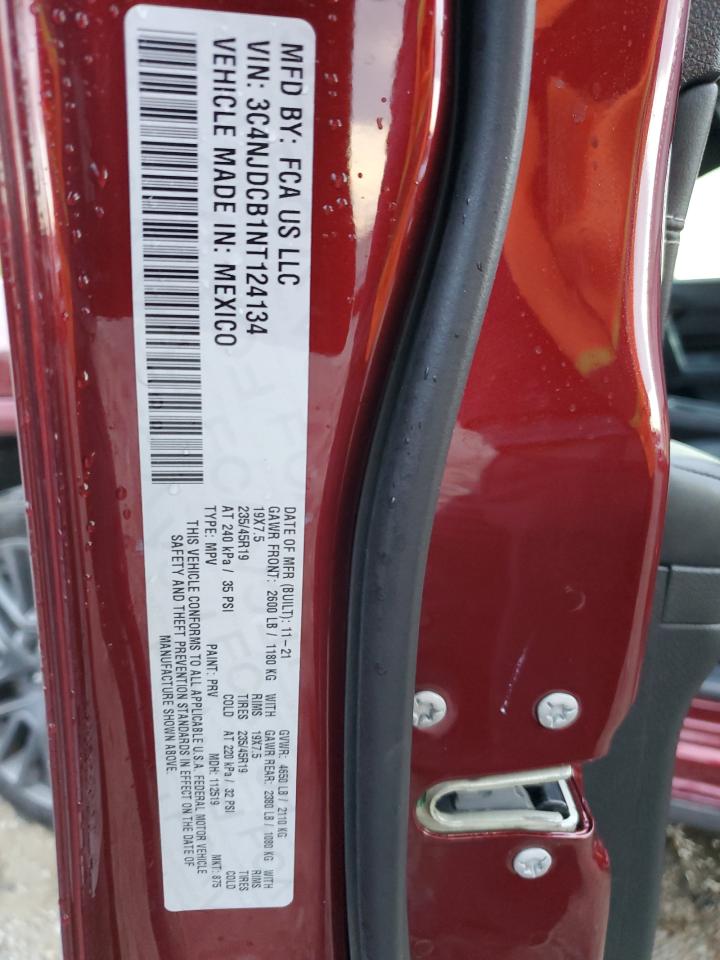 MFD BY: FCA US LLC
VIN: 3C4NJDCB1NT124134
VEHICLE MADE IN: MEXICO
DATE OF MFR (BUILT): 11-21 GVWR: 4650 LB / 2110 KG
GAWR FRONT: 2600 LB / 1180 KG WITH GAWR REAR: 2380 LB / 1080 KG WITH
19X7.5 RIMS 19X7.5 RIMS
235/45R19 TIRES 235/45R19 TIRES
AT 240 kPa / 35 PSI COLD AT 220 kPa / 32 PSI COLD
TYPE: MPV PAINT: PRV MDH: 112519 MKT: 875
THIS VEHICLE CONFORMS TO ALL APPLICABLE U.S.A. FEDERAL MOTOR VEHICLE
SAFETY AND THEFT PREVENTION STANDARDS IN EFFECT ON THE DATE OF
MANUFACTURE SHOWN ABOVE.